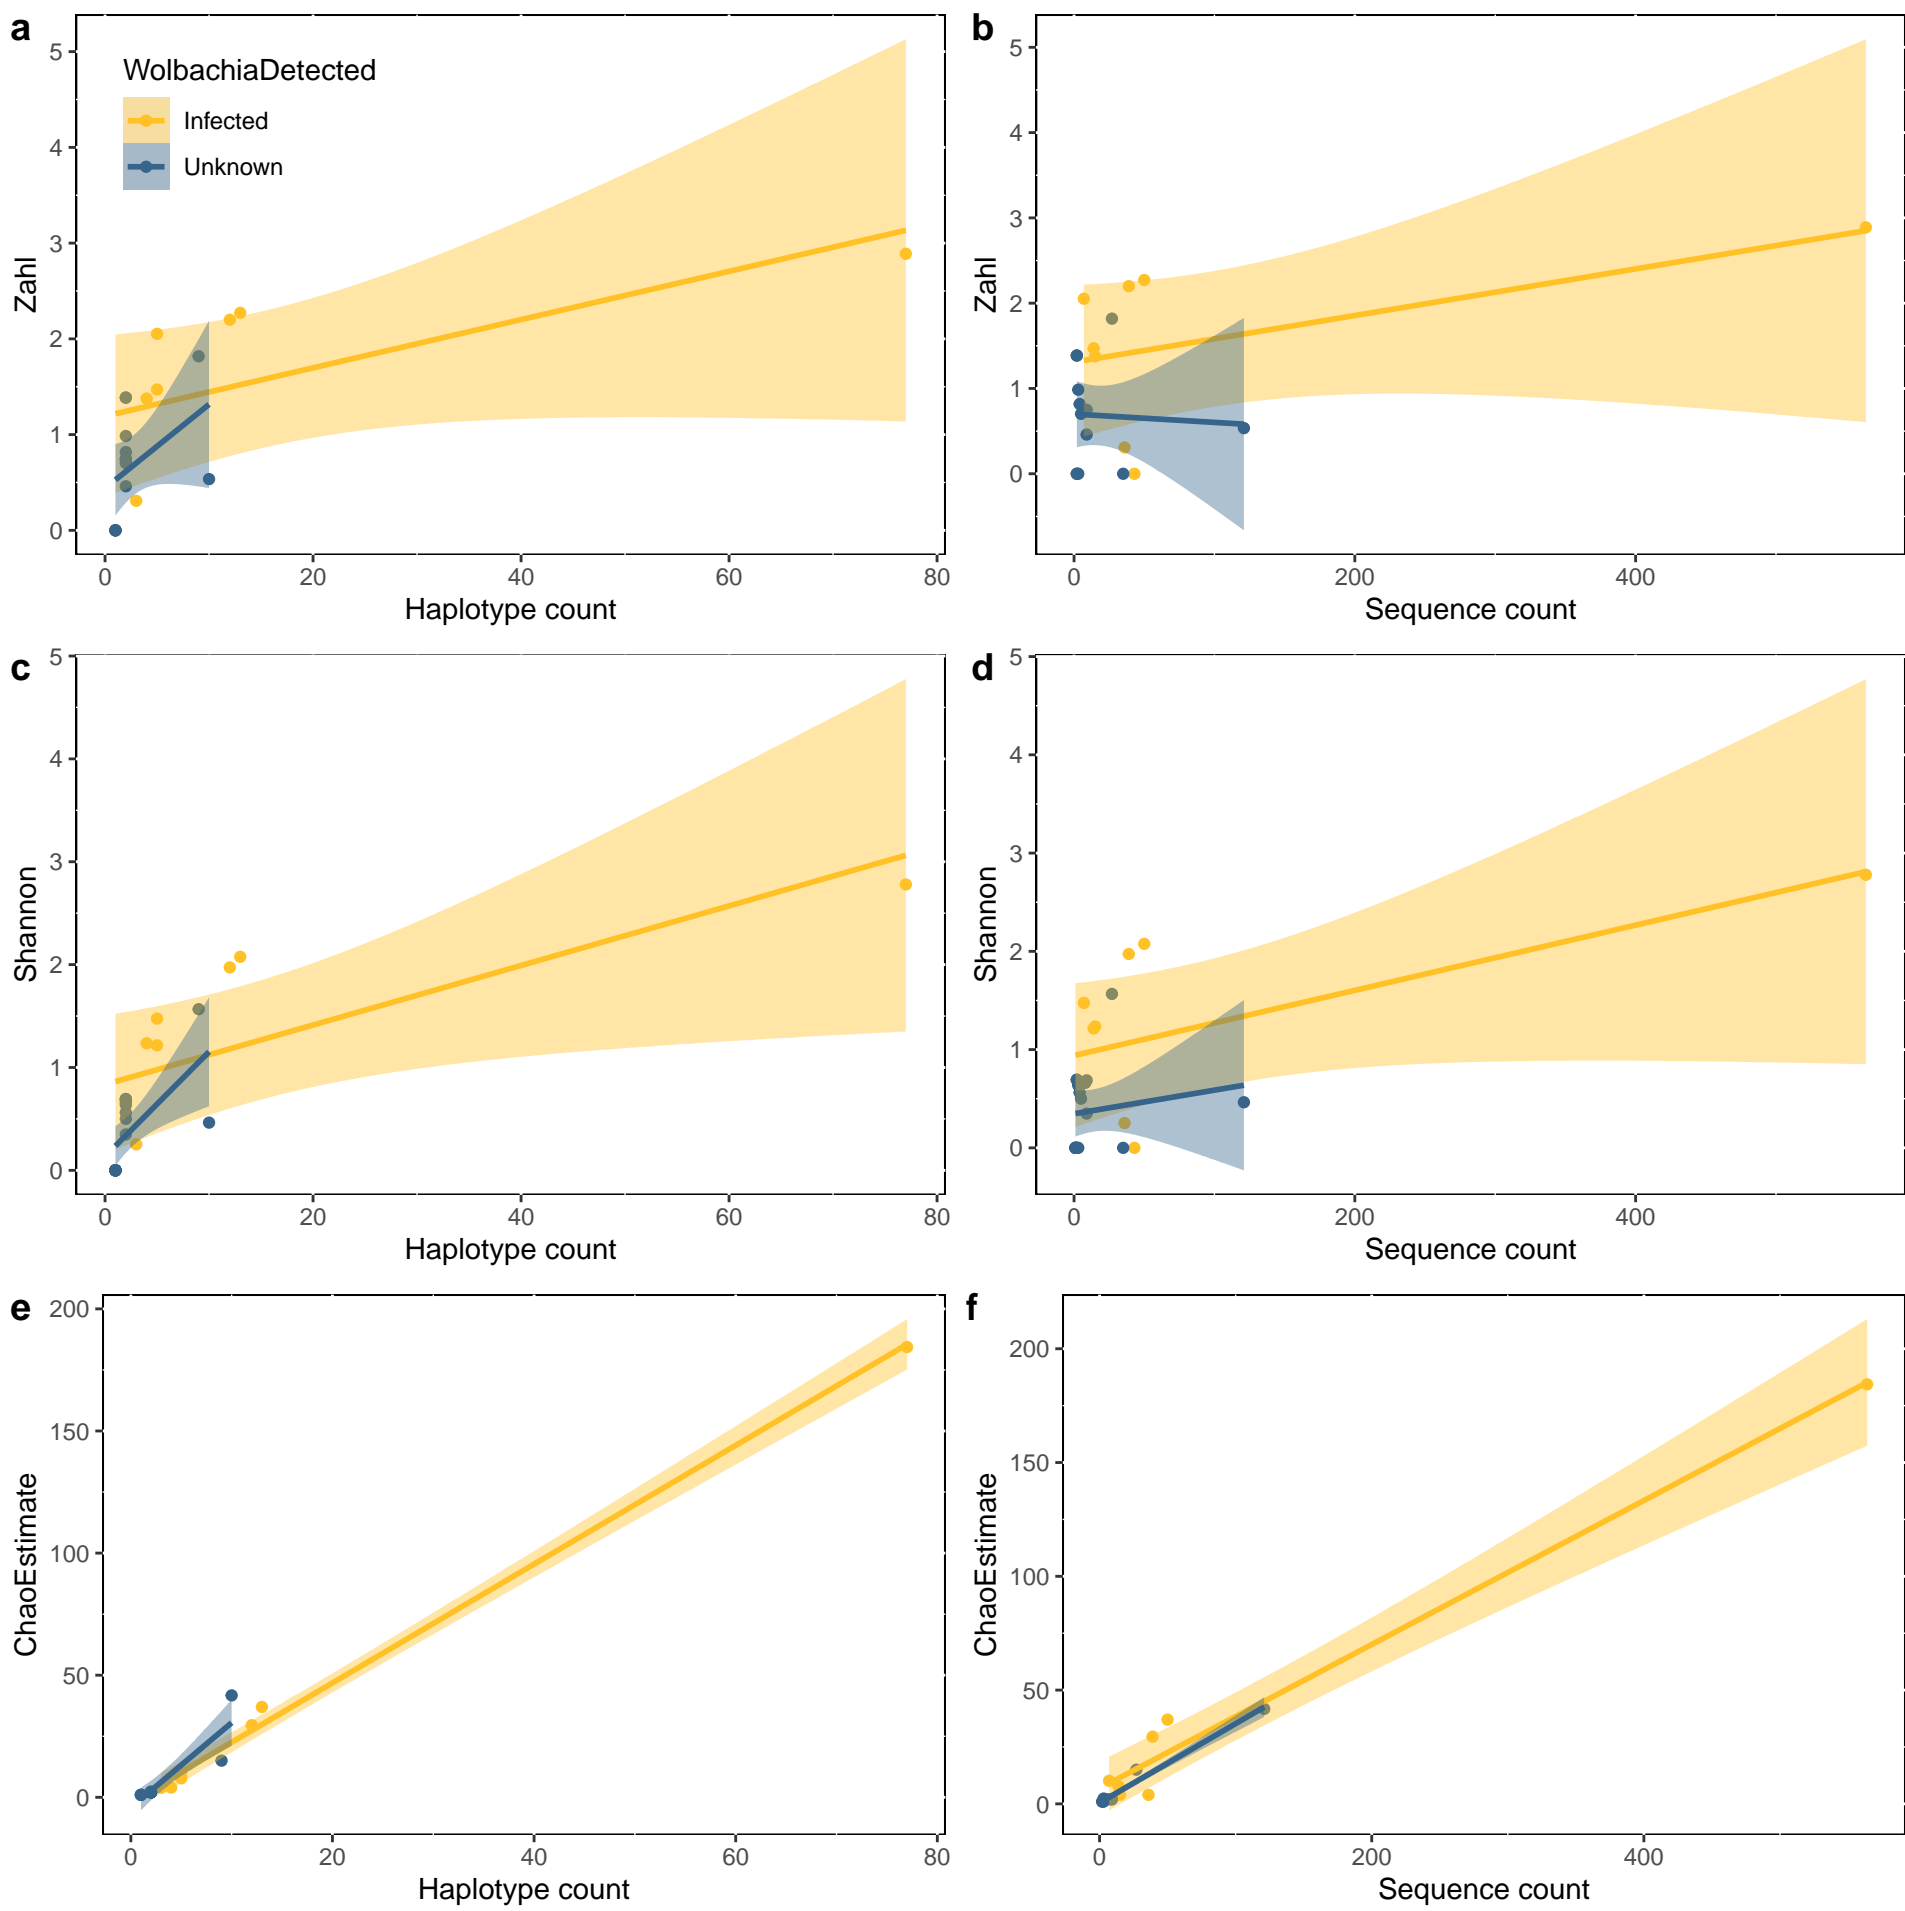 a
5
4
3
2
1
0
Zahl
WolbachiaDetected
Infected
Unknown
0 20 40 60 80
Haplotype count
b
5
4
3
2
1
0
Zahl
0 200 400
Sequence count
c
5
4
3
2
1
0
Shannon
0 20 40 60 80
Haplotype count
d
5
4
3
2
1
0
Shannon
0 200 400
Sequence count
e
200
150
100
50
0
ChaoEstimate
0 20 40 60 80
Haplotype count
f
200
150
100
50
0
ChaoEstimate
0 200 400
Sequence count